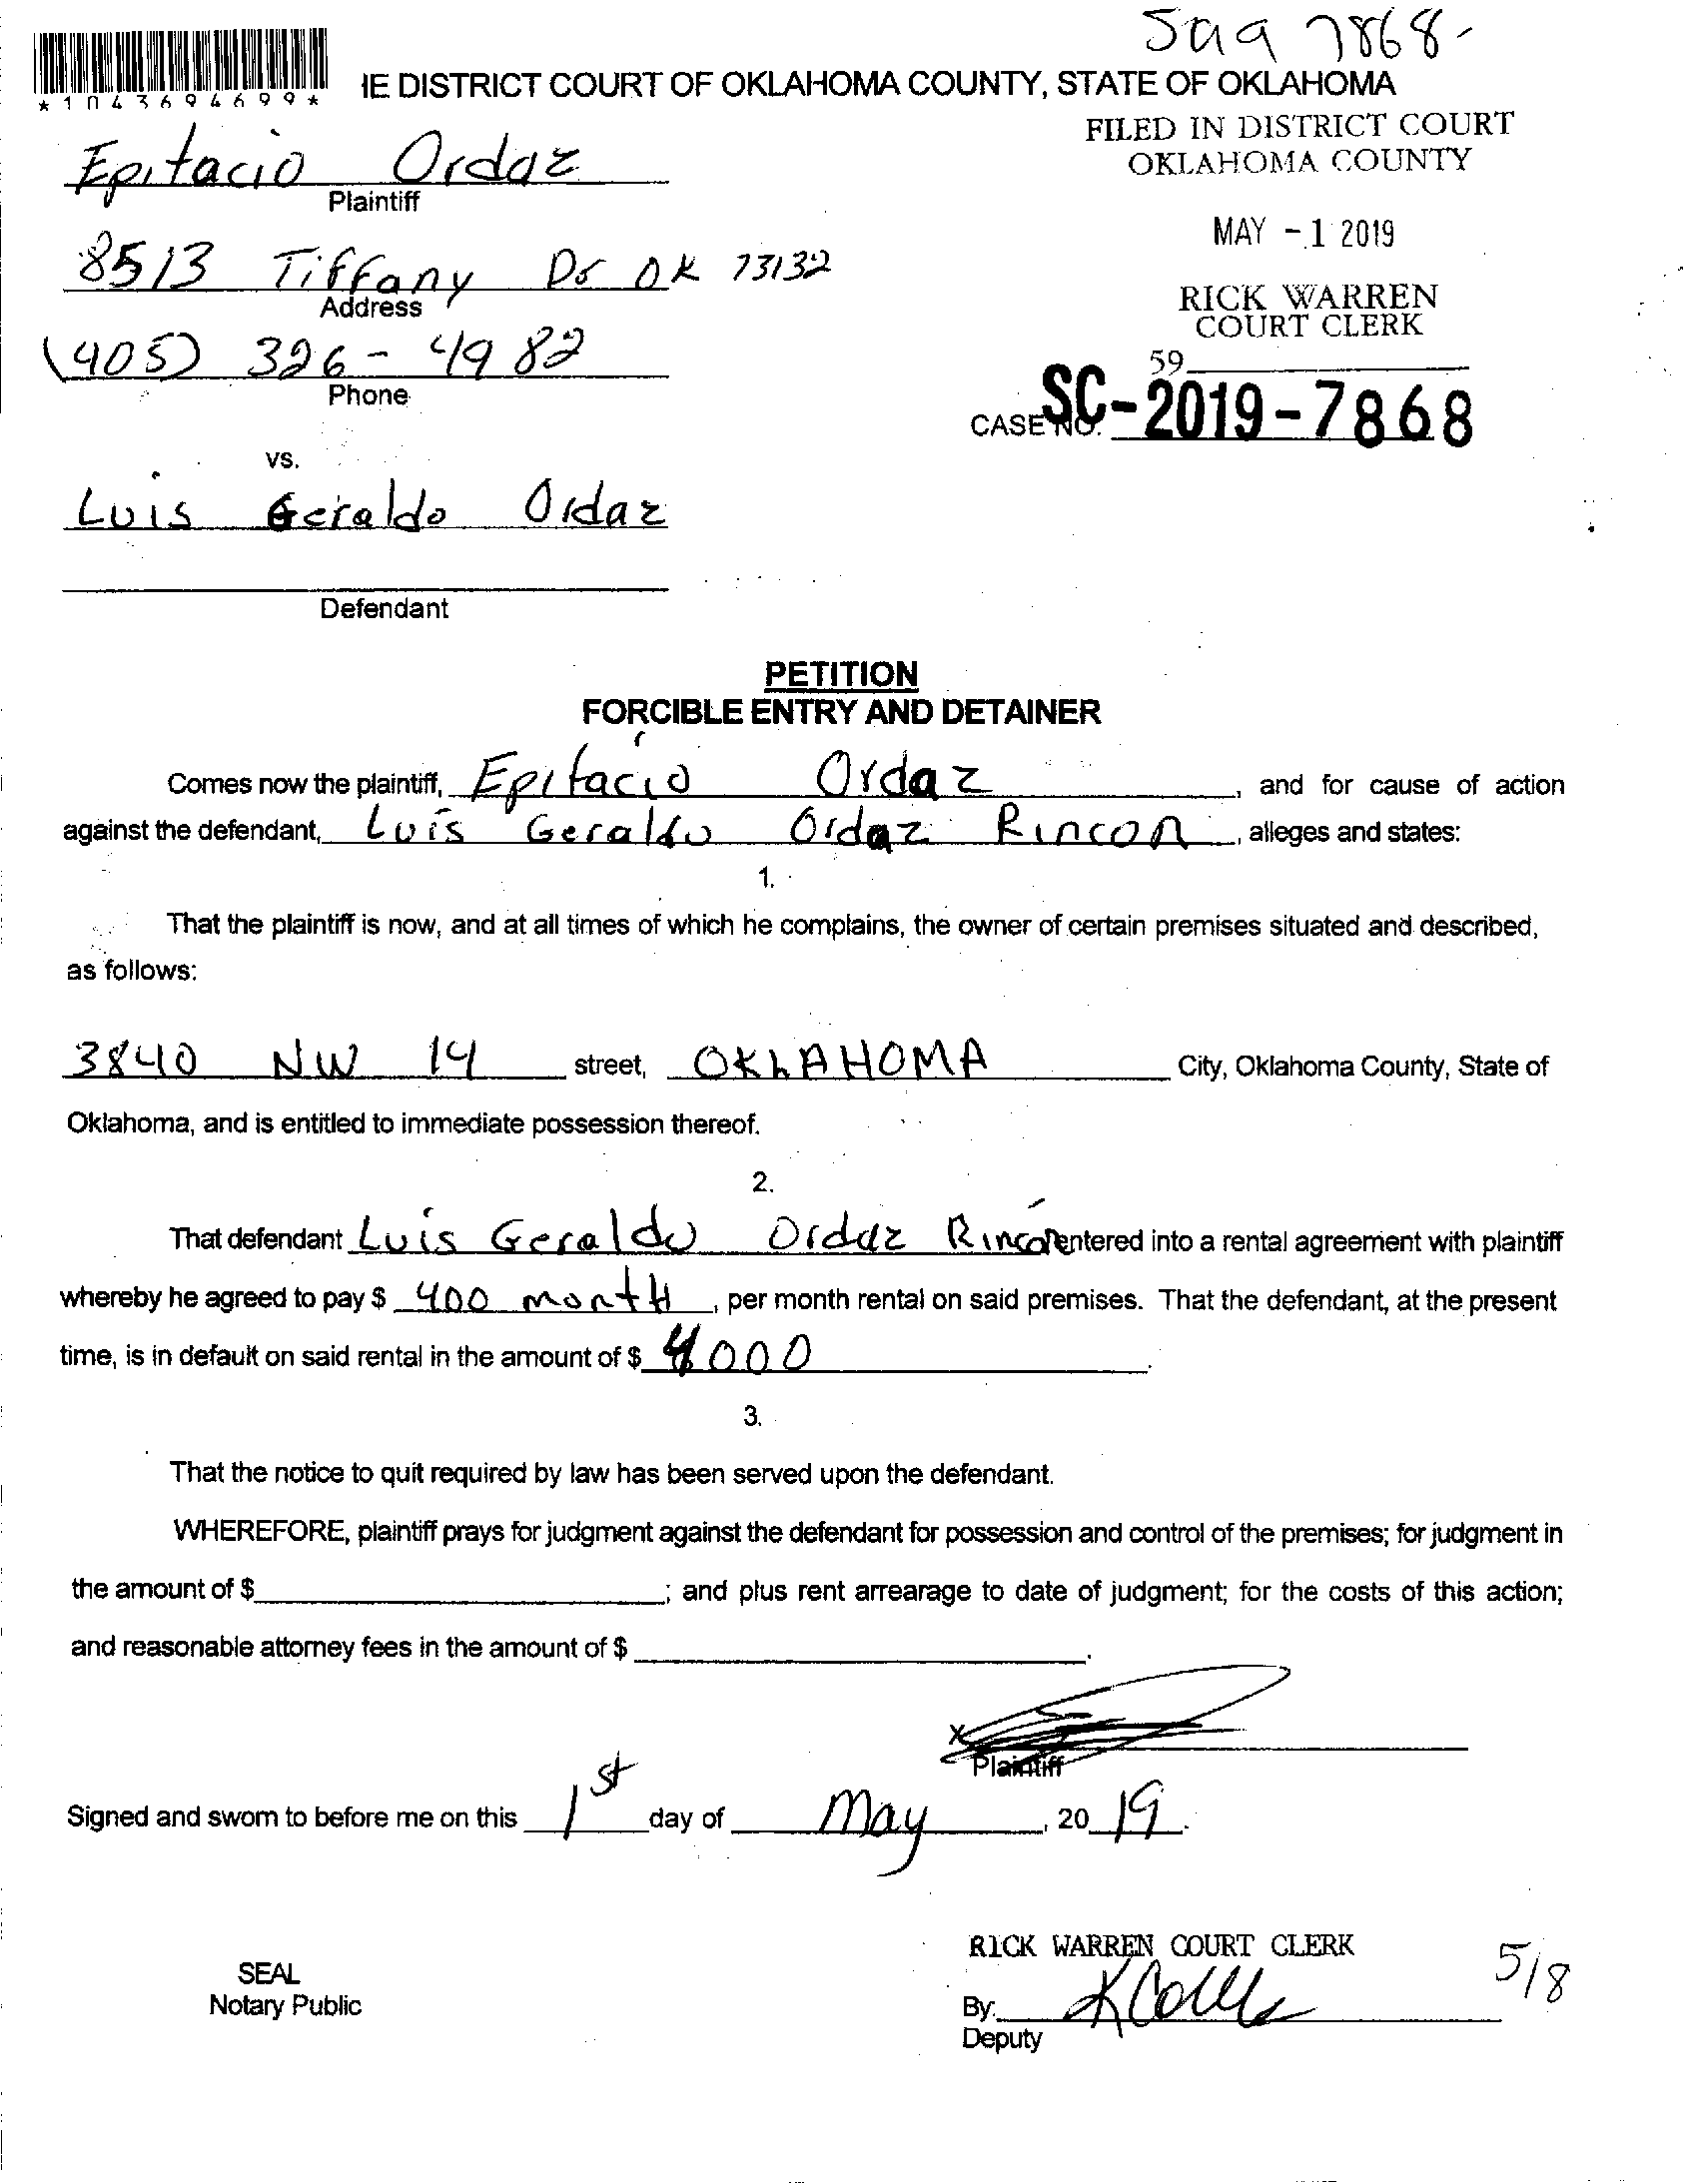 Sag 7868-
*1043694699*
IE DISTRICT COURT OF OKLAHOMA COUNTY, STATE OF OKLAHOMA
FILED IN DISTRICT COURT
OKLAHOMA COUNTY
Epitacio Ordaz
Plaintiff
MAY -1 2019
8513 Tiffany Dr OK 73132
Address
RICK WARREN
COURT CLERK
(405) 326-4982
Phone
59
CASE NO. SC-2019-7868
vs.
Luis Geraldo Ordaz
Defendant
PETITION
FORCIBLE ENTRY AND DETAINER
Comes now the plaintiff, Epitacio Ordaz, and for cause of action
against the defendant, Luis Geraldo Ordaz Rincon, alleges and states:
1.
That the plaintiff is now, and at all times of which he complains, the owner of certain premises situated and described,
as follows:
3840 NW 14 street, OKLAHOMA City, Oklahoma County, State of
Oklahoma, and is entitled to immediate possession thereof.
2.
That defendant Luis Geraldo Ordaz Rincon entered into a rental agreement with plaintiff
whereby he agreed to pay $ 400 month, per month rental on said premises. That the defendant, at the present
time, is in default on said rental in the amount of $ 4000.
3.
That the notice to quit required by law has been served upon the defendant.
WHEREFORE, plaintiff prays for judgment against the defendant for possession and control of the premises; for judgment in
the amount of $; and plus rent arrearage to date of judgment; for the costs of this action;
and reasonable attorney fees in the amount of $.
X
Plaintiff
Signed and sworn to before me on this 1st day of May, 20 19.
RICK WARREN COURT CLERK
5/8
SEAL
Notary Public
By:
Deputy